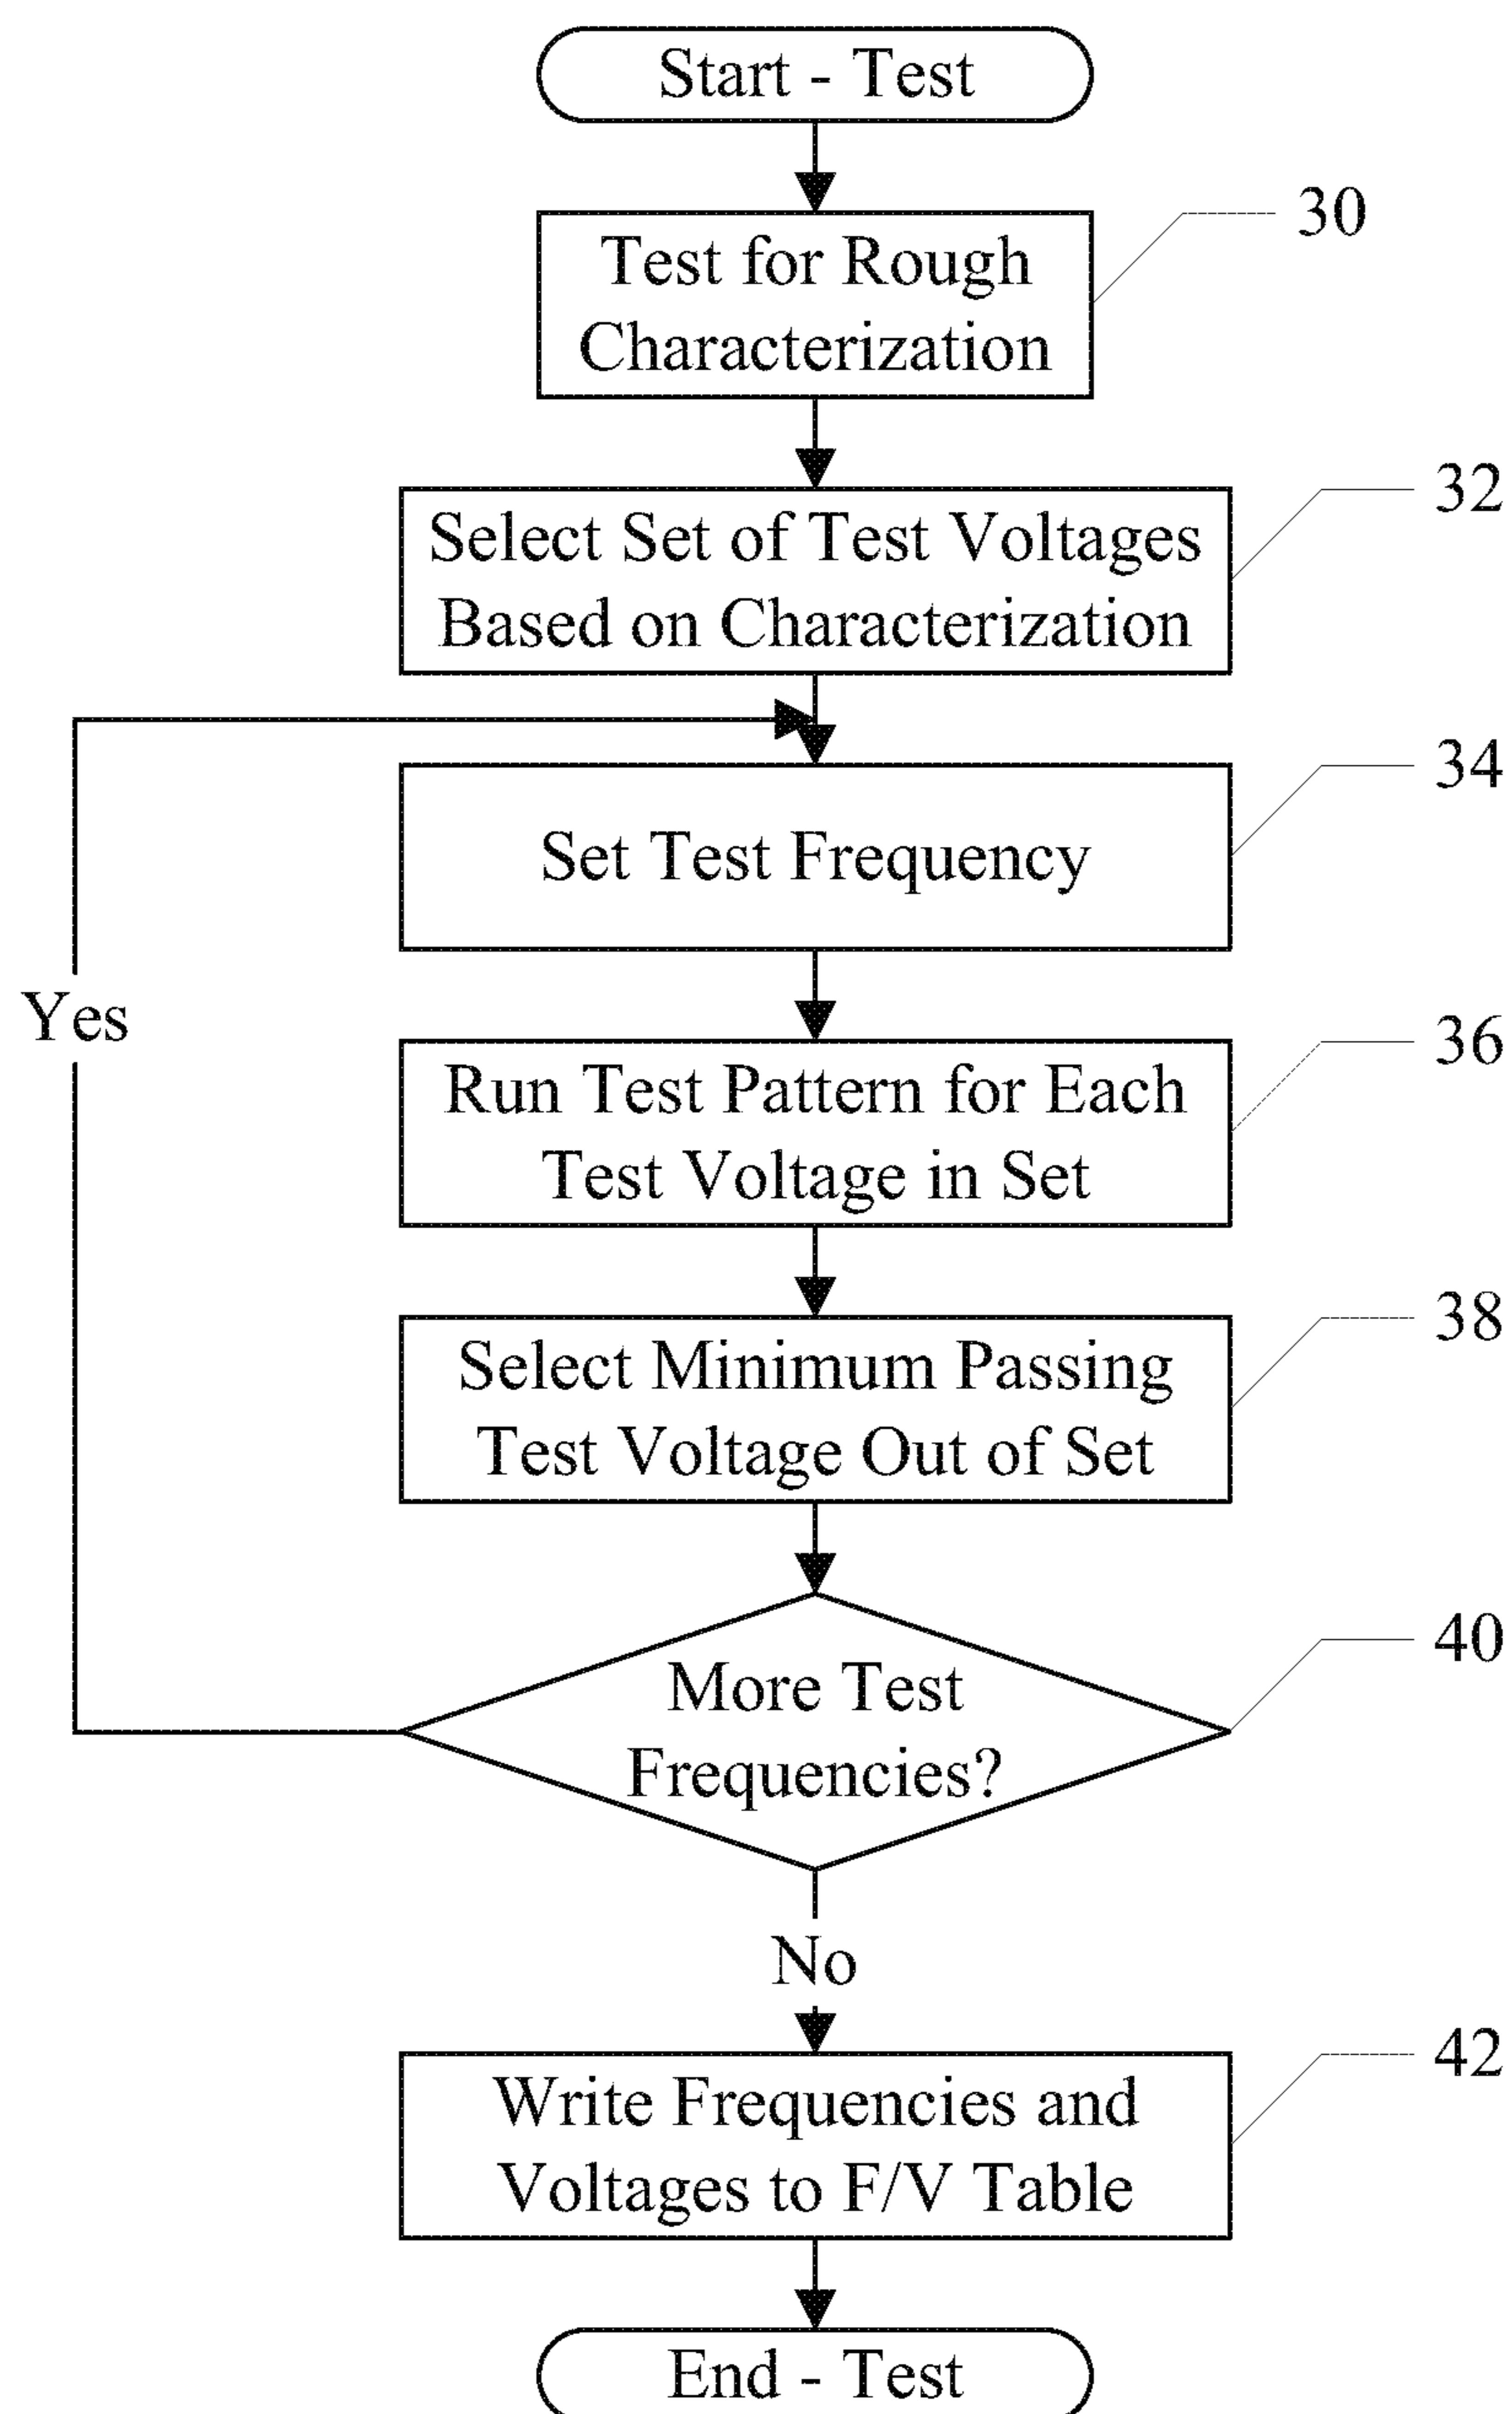 Start - Test
30
Test for Rough
Characterization
32
Select Set of Test Voltages
Based on Characterization
34
Set Test Frequency
Yes
36
Run Test Pattern for Each
Test Voltage in Set
38
Select Minimum Passing
Test Voltage Out of Set
40
More Test
Frequencies?
No
42
Write Frequencies and
Voltages to F/V Table
End - Test